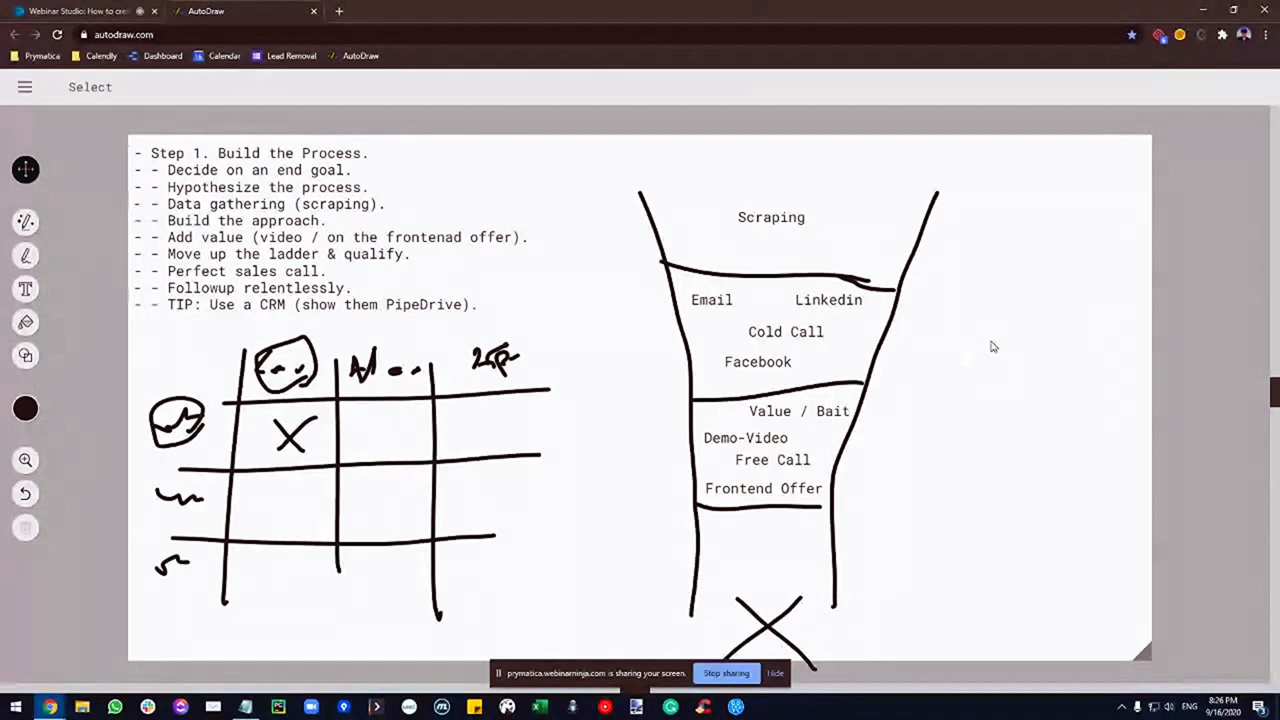 Webinar Studio: How to crea
AutoDraw
autodraw.com
Prymatica
Calendly
Dashboard
Calendar
Lead Removal
AutoDraw
Select
- Step 1. Build the Process.
- - Decide on an end goal.
- - Hypothesize the process.
- - Data gathering (scraping).
- - Build the approach.
- - Add value (video / on the frontenad offer).
- - Move up the ladder & qualify.
- - Perfect sales call.
- - Followup relentlessly.
- - TIP: Use a CRM (show them PipeDrive).
Scraping
Email Linkedin
Cold Call
Facebook
Value / Bait
Demo-Video
Free Call
Frontend Offer
X
X
prymatica.webinarninja.com is sharing your screen.
Stop sharing
Hide
8:26 PM
9/16/2020